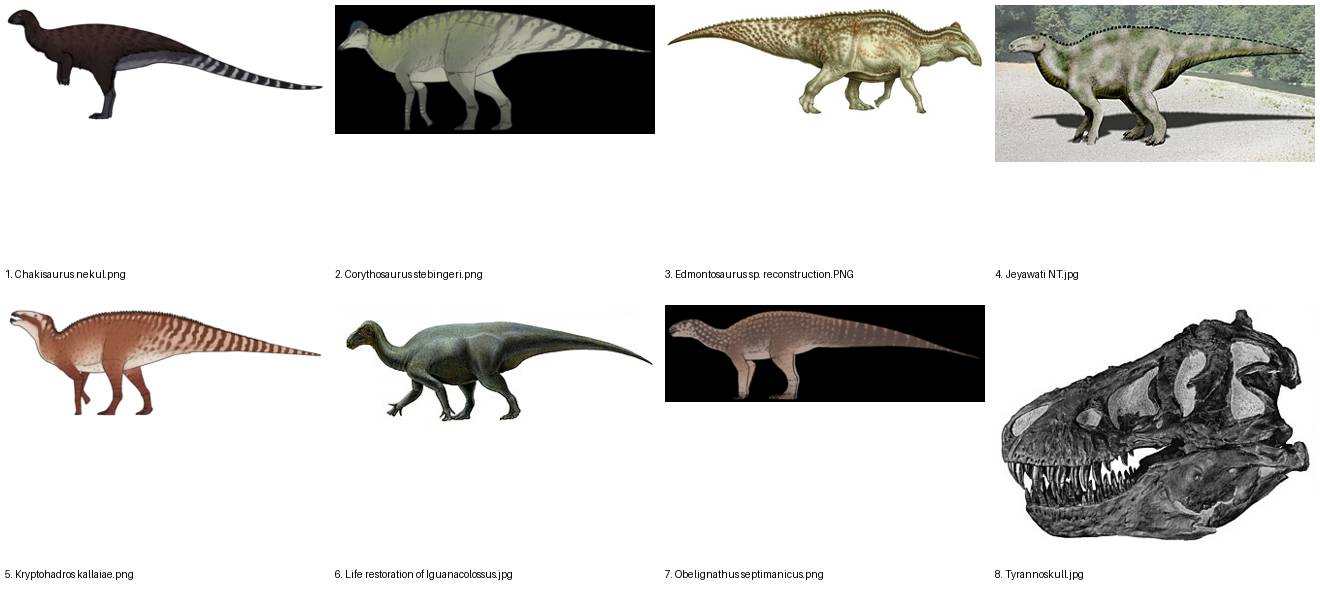 1. Chakisaurus nekul.png
2. Corythosaurus stebingeri.png
3. Edmontosaurus sp. reconstruction.PNG
4. Jeyawati NT.jpg
5. Kryptohadros kallaiae.png
6. Life restoration of Iguanacolossus.jpg
7. Obelignathus septimanicus.png
8. Tyrannoskull.jpg